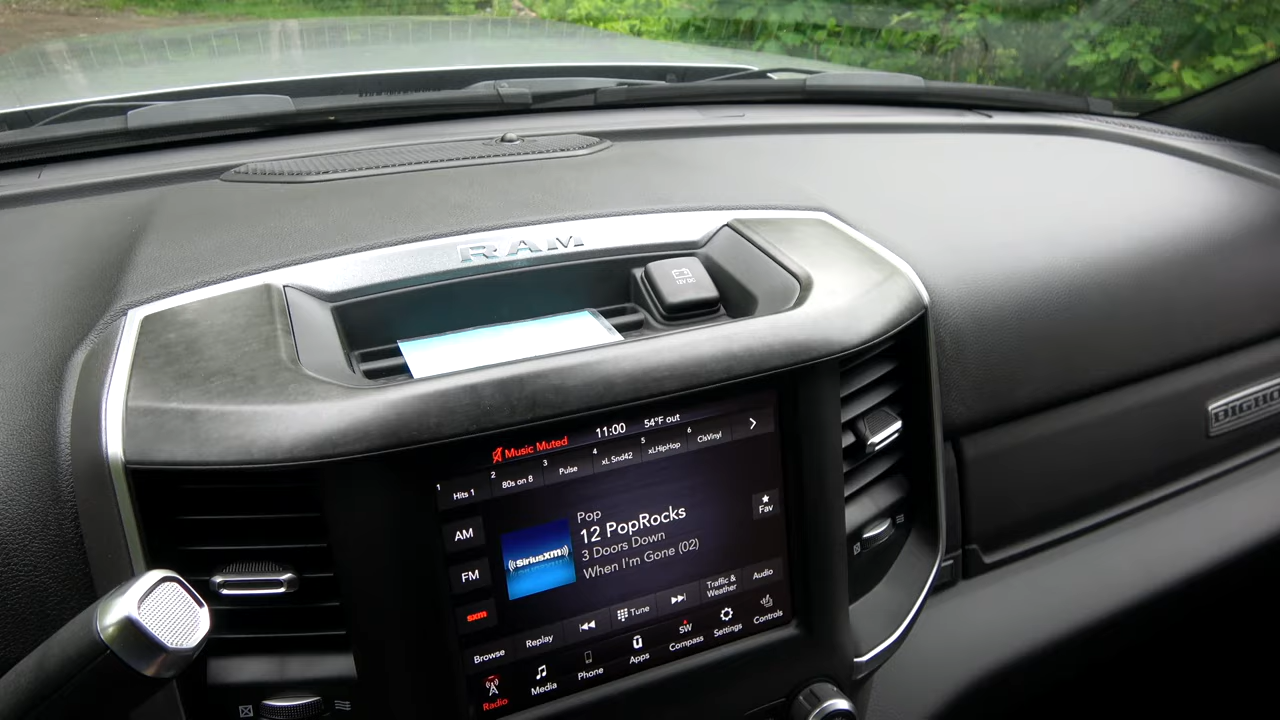 RAM
12V DC
BIGHO
Music Muted
11:00
54°F out
1 Hits 1
2 80s on 8
3 Pulse
4 xL Snd42
5 xLHipHop
6 ClsVinyl
AM
FM
sxm
((SiriusXM))
Pop
12 PopRocks
3 Doors Down
When I'm Gone (02)
Fav
Browse
Replay
Tune
Traffic &
Weather
Audio
Radio
Media
Phone
Apps
SW
Compass
Settings
Controls